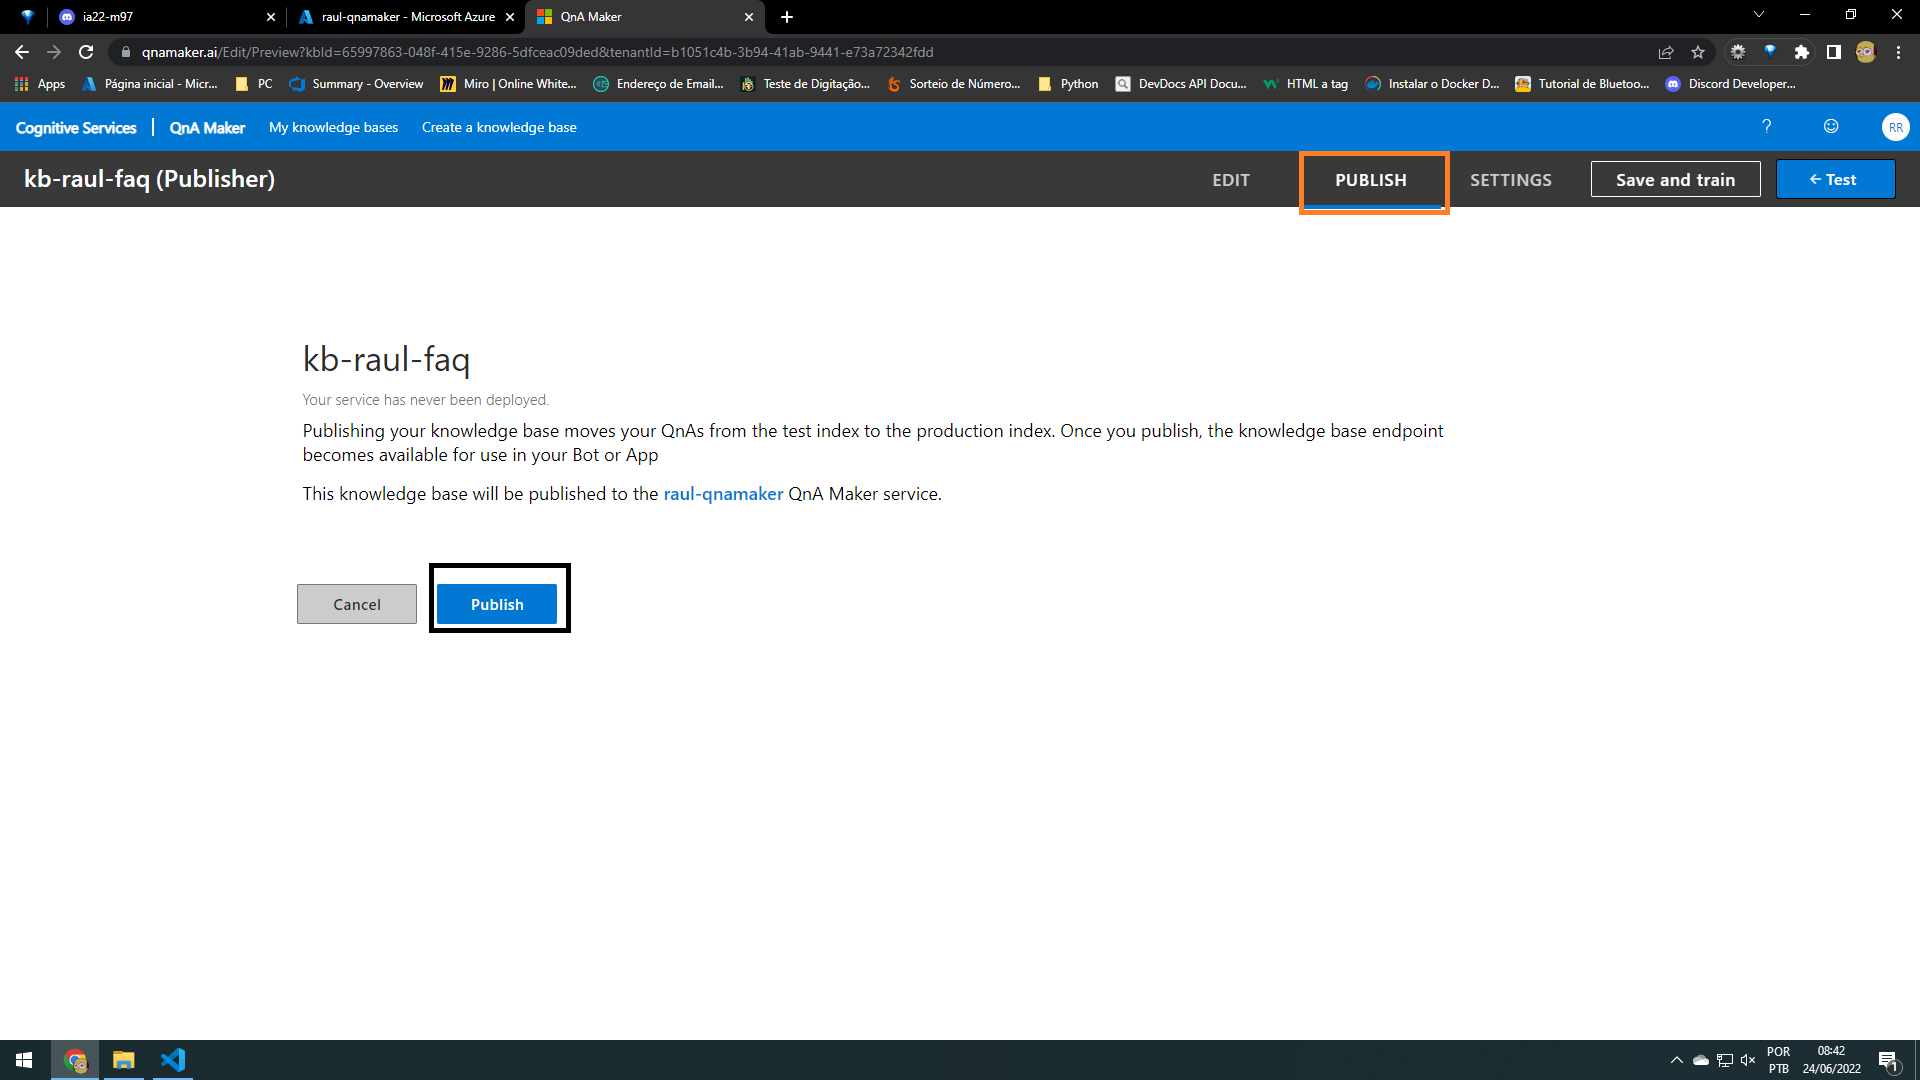 ia22-m97
raul-qnamaker - Microsoft Azure
QnA Maker
qnamaker.ai/Edit/Preview?kbId=65997863-048f-415e-9286-5dfceac09ded&tenantId=b1051c4b-3b94-41ab-9441-e73a72342fdd
Apps
Página inicial - Micr...
PC
Summary - Overview
Miro | Online White...
Endereço de Email...
Teste de Digitação...
Sorteio de Número...
Python
DevDocs API Docu...
HTML a tag
Instalar o Docker D...
Tutorial de Bluetoo...
Discord Developer...
Cognitive Services
QnA Maker
My knowledge bases
Create a knowledge base
?
RR
kb-raul-faq (Publisher)
EDIT
PUBLISH
SETTINGS
Save and train
← Test
kb-raul-faq
Your service has never been deployed.
Publishing your knowledge base moves your QnAs from the test index to the production index. Once you publish, the knowledge base endpoint
becomes available for use in your Bot or App
This knowledge base will be published to the raul-qnamaker QnA Maker service.
Cancel
Publish
POR
PTB
08:42
24/06/2022
1